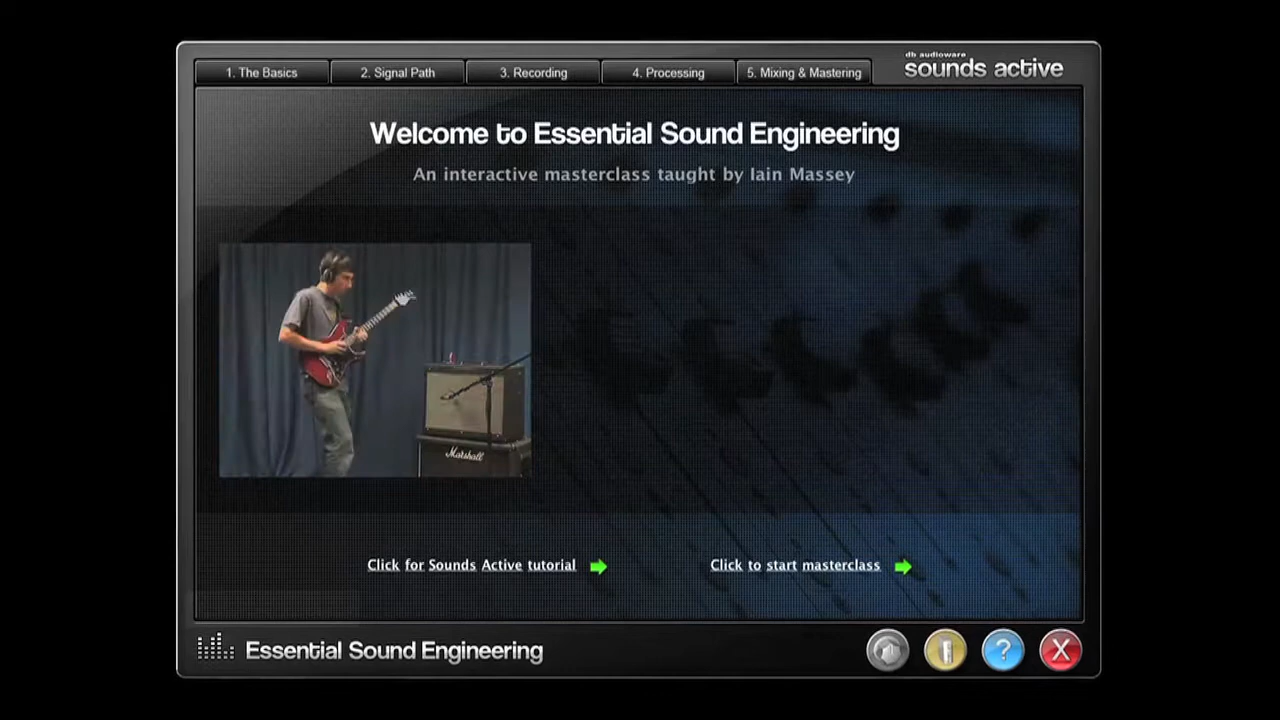 db audioware
1. The Basics
2. Signal Path
3. Recording
4. Processing
5. Mixing & Mastering
sounds active
Welcome to Essential Sound Engineering
An interactive masterclass taught by Iain Massey
Marshall
Click for Sounds Active tutorial
Click to start masterclass
Essential Sound Engineering
?
X